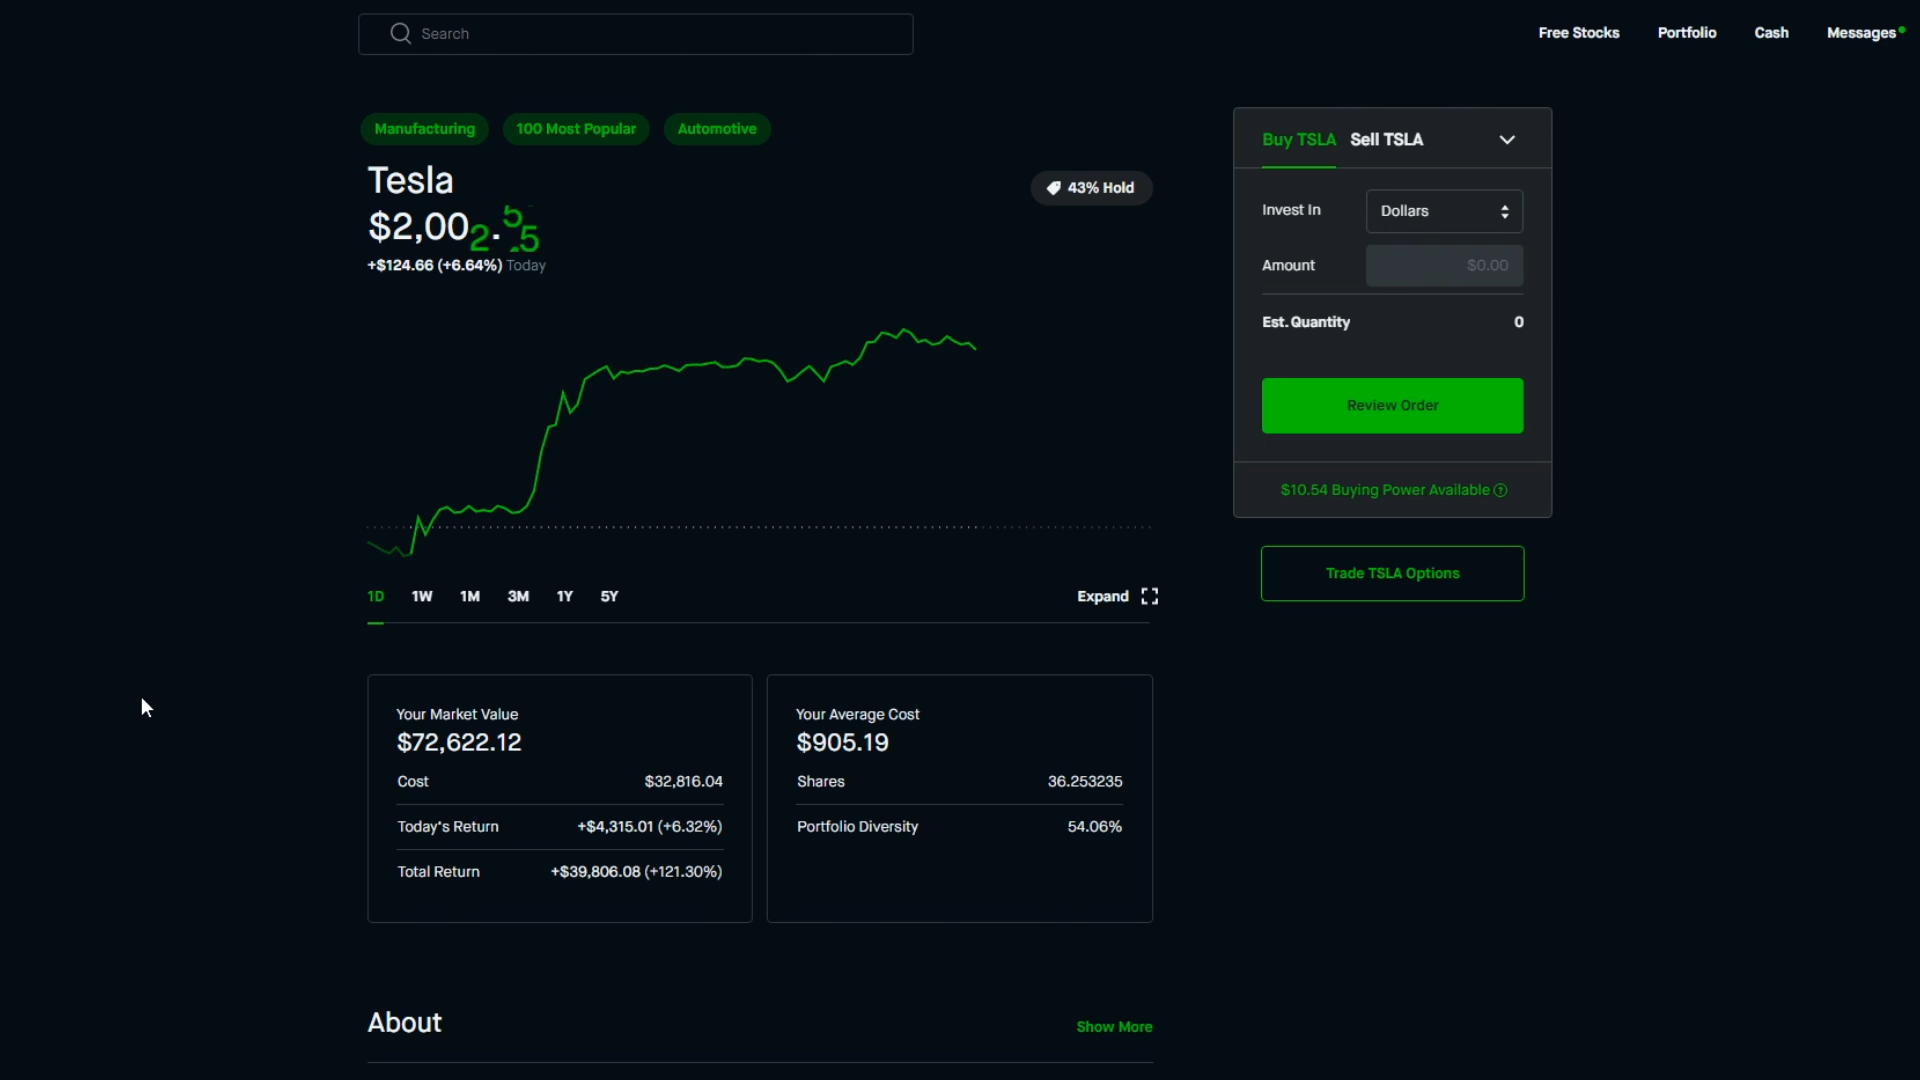 Search
Free Stocks Portfolio Cash Messages
Manufacturing 100 Most Popular Automotive
Tesla
43% Hold
$2,002.
+$124.66 (+6.64%) Today
1D 1W 1M 3M 1Y 5Y
Expand
Your Market Value
$72,622.12
Cost $32,816.04
Today's Return +$4,315.01 (+6.32%)
Total Return +$39,806.08 (+121.30%)
Your Average Cost
$905.19
Shares 36.253235
Portfolio Diversity 54.06%
About
Show More
Buy TSLA Sell TSLA
Invest In Dollars
Amount $0.00
Est. Quantity 0
Review Order
$10.54 Buying Power Available
Trade TSLA Options